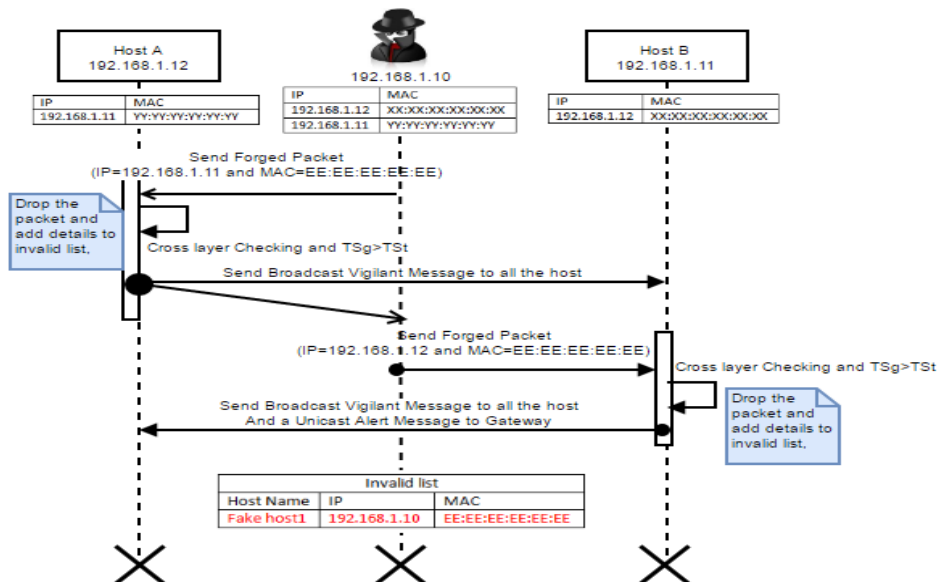 Host A
192.168.1.12
192.168.1.10
Host B
192.168.1.11
IP MAC
192.168.1.11 YY:YY:YY:YY:YY:YY
IP MAC
192.168.1.12 XX:XX:XX:XX:XX:XX
192.168.1.11 YY:YY:YY:YY:YY:YY
IP MAC
192.168.1.12 XX:XX:XX:XX:XX:XX
Send Forged Packet
(IP=192.168.1.11 and MAC=EE:EE:EE:EE:EE)
Drop the
packet and
add details to
invalid list,
Cross layer Checking and TSg>TSt
Send Broadcast Vigilant Message to all the host
Send Forged Packet
(IP=192.168.1.12 and MAC=EE:EE:EE:EE:EE)
Cross layer Checking and TSg>TSt
Drop the
packet and
add details to
invalid list,
Send Broadcast Vigilant Message to all the host
And a Unicast Alert Message to Gateway
Invalid list
Host Name IP MAC
Fake host1 192.168.1.10 EE:EE:EE:EE:EE:EE